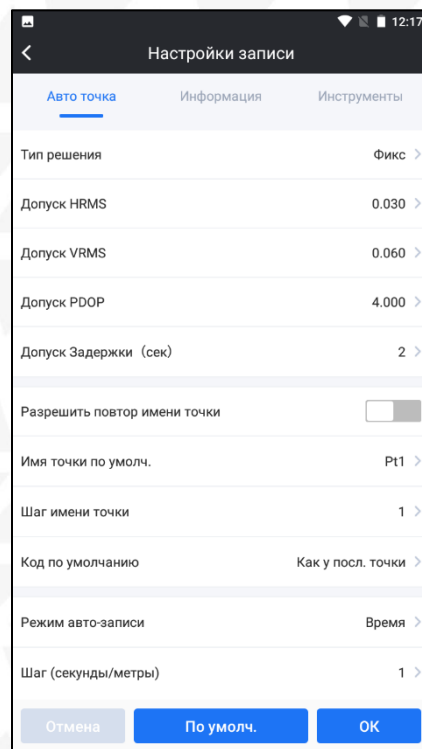 12:17
Настройки записи
Авто точка Информация Инструменты
Тип решения Фикс
Допуск HRMS 0.030
Допуск VRMS 0.060
Допуск PDOP 4.000
Допуск Задержки（сек） 2
Разрешить повтор имени точки
Имя точки по умолч. Pt1
Шаг имени точки 1
Код по умолчанию Как у посл. точки
Режим авто-записи Время
Шаг (секунды/метры) 1
Отмена По умолч. OK